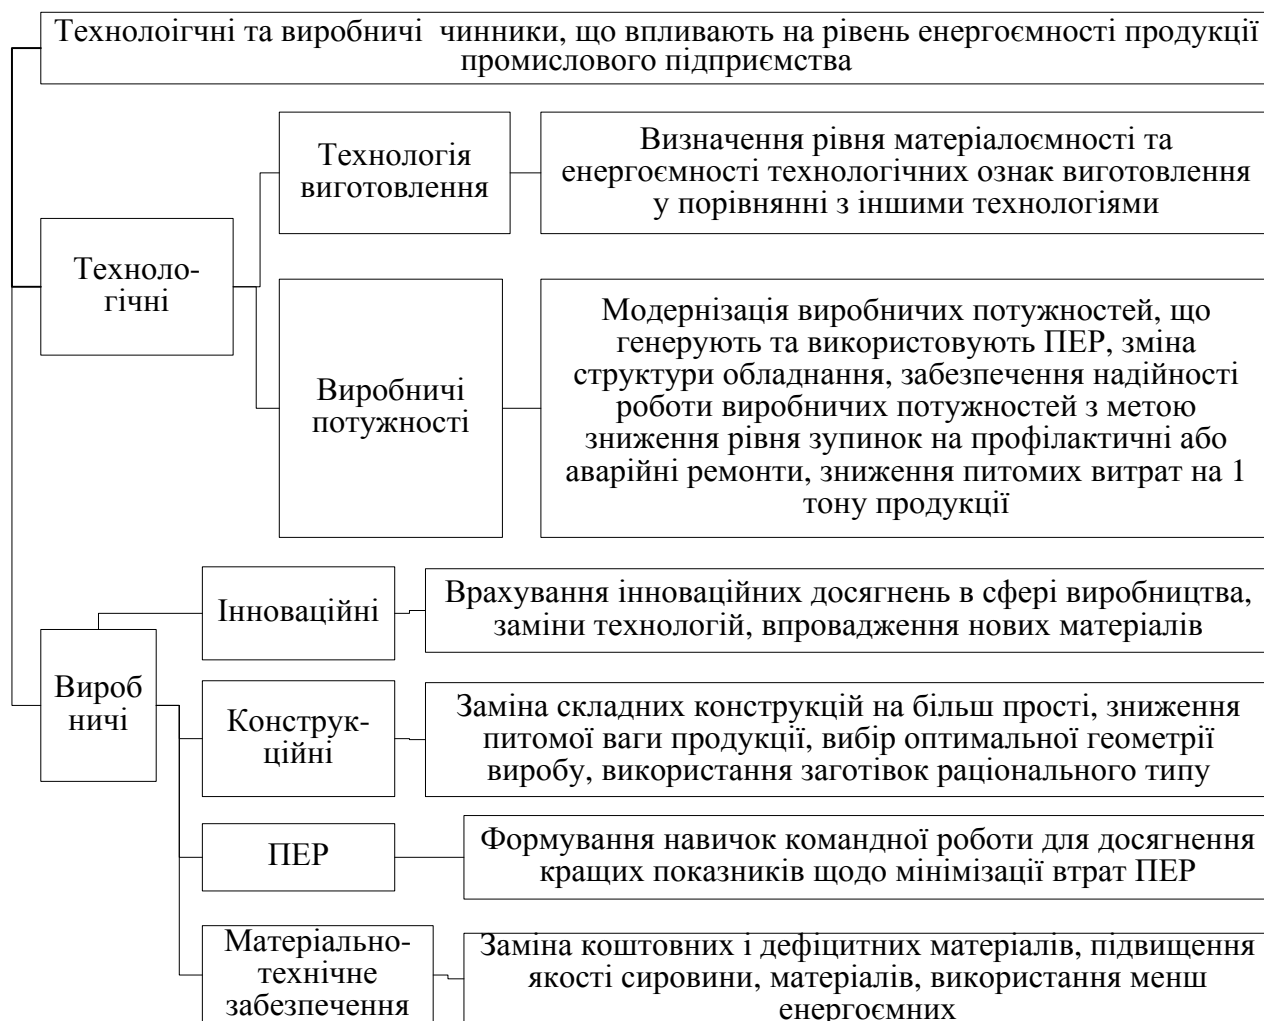 Технолоігчні та виробничі чинники, що впливають на рівень енергоємності продукції
промислового підприємства
Техноло-
гічні
Технологія
виготовлення
Визначення рівня матеріалоємності та
енергоємності технологічних ознак виготовлення
у порівнянні з іншими технологіями
Виробничі
потужності
Модернізація виробничих потужностей, що
генерують та використовують ПЕР, зміна
структури обладнання, забезпечення надійності
роботи виробничих потужностей з метою
зниження рівня зупинок на профілактичні або
аварійні ремонти, зниження питомих витрат на 1
тону продукції
Вироб
ничі
Інноваційні
Врахування інноваційних досягнень в сфері виробництва,
заміни технологій, впровадження нових матеріалів
Конструк-
ційні
Заміна складних конструкцій на більш прості, зниження
питомої ваги продукції, вибір оптимальної геометрії
виробу, використання заготівок раціонального типу
ПЕР
Формування навичок командної роботи для досягнення
кращих показників щодо мінімізації втрат ПЕР
Матеріально-
технічне
забезпечення
Заміна коштовних і дефіцитних матеріалів, підвищення
якості сировини, матеріалів, використання менш
енергоємних